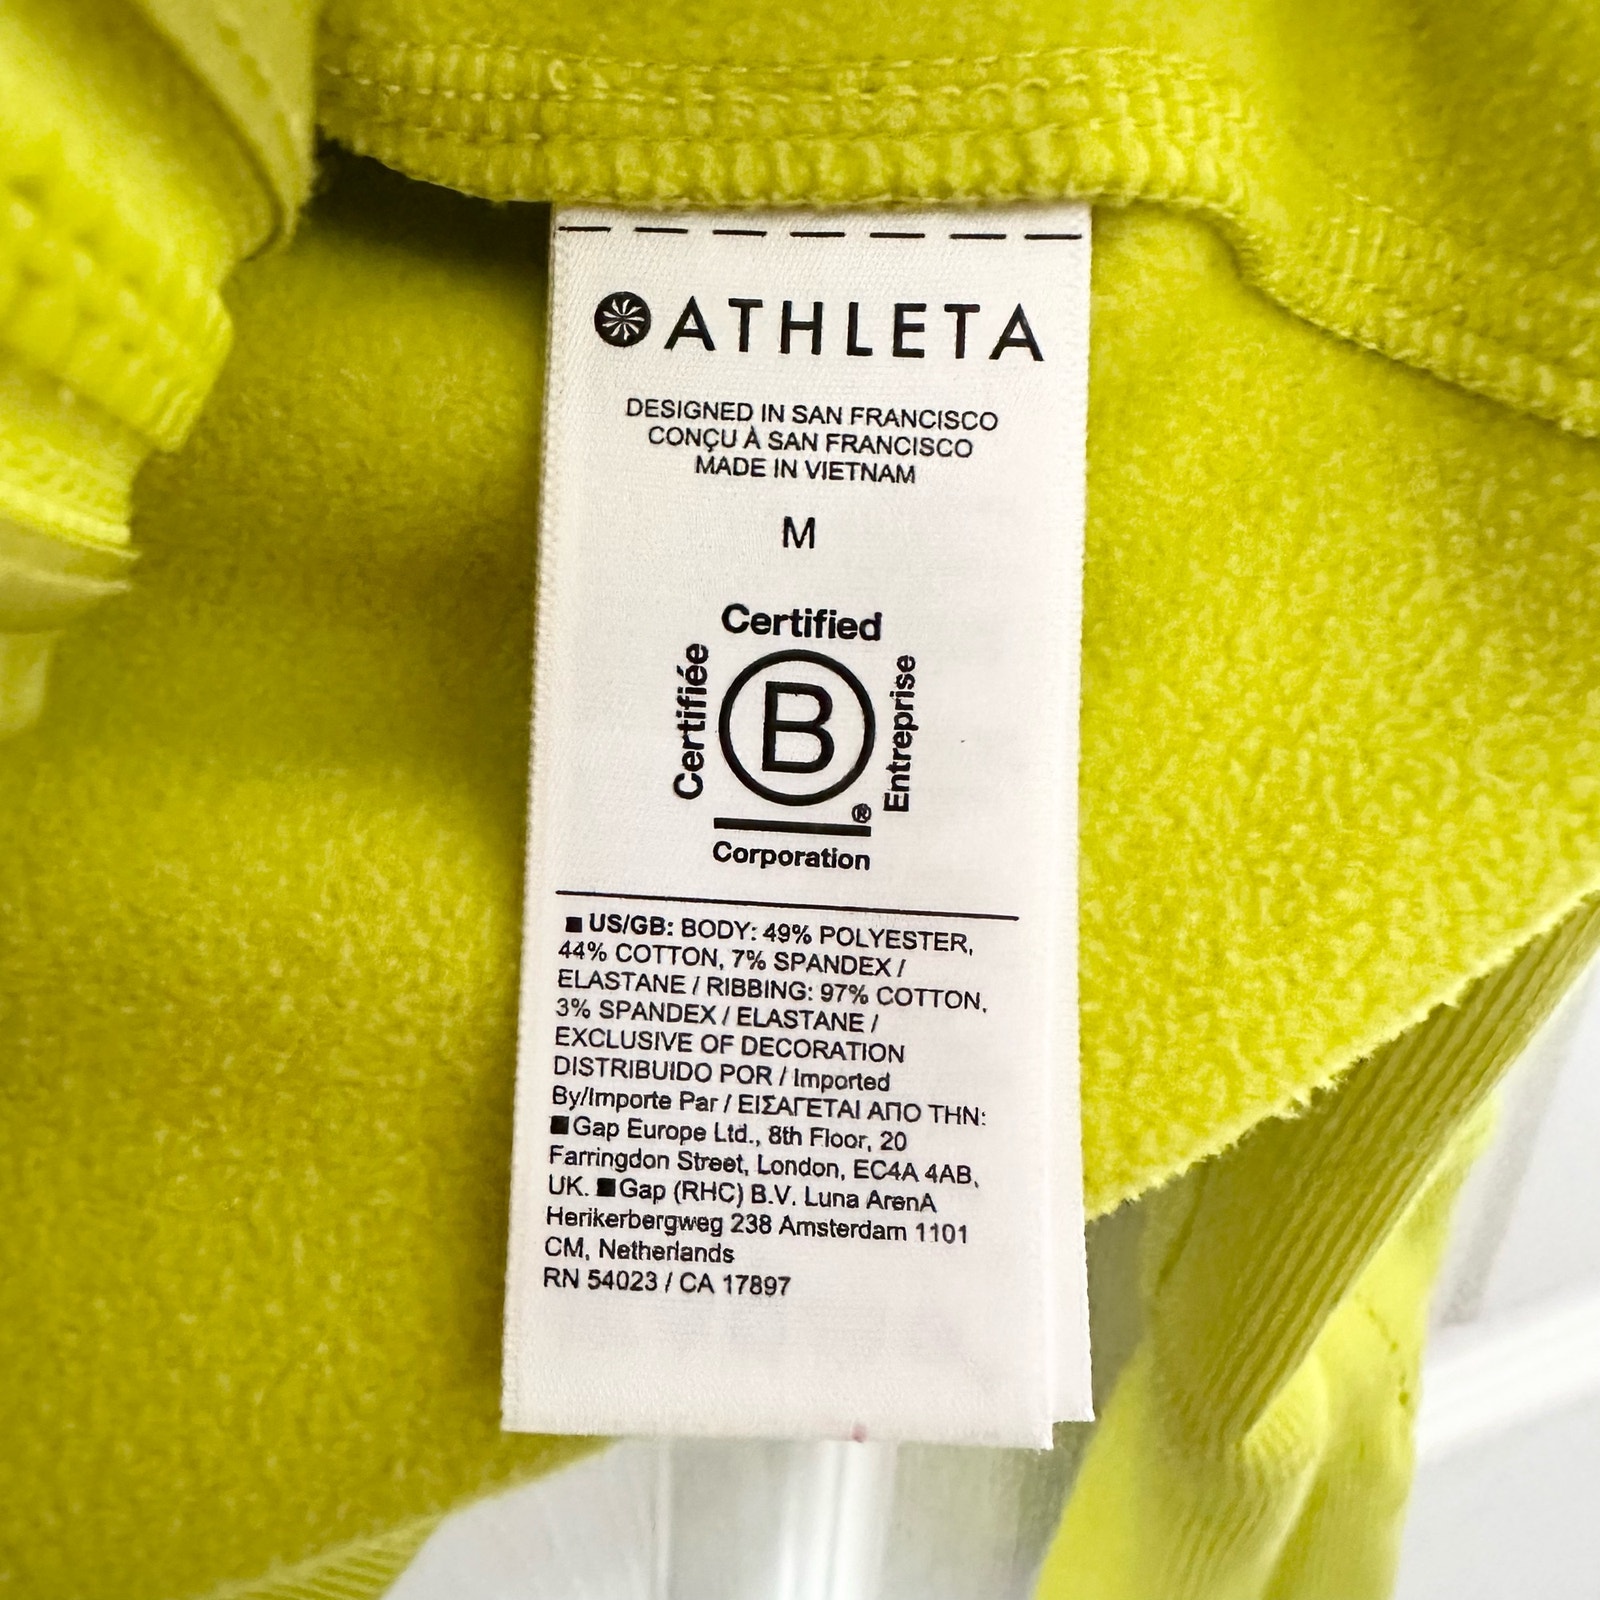 ATHLETA
DESIGNED IN SAN FRANCISCO
CONÇU À SAN FRANCISCO
MADE IN VIETNAM
M
Certified
Certifiée
B
Entreprise
®
Corporation
■ US/GB: BODY: 49% POLYESTER,
44% COTTON, 7% SPANDEX /
ELASTANE / RIBBING: 97% COTTON,
3% SPANDEX / ELASTANE /
EXCLUSIVE OF DECORATION
DISTRIBUIDO POR / Imported
By/Importe Par / ΕΙΣΑΓΕΤΑΙ ΑΠΟ ΤΗΝ:
■Gap Europe Ltd., 8th Floor, 20
Farringdon Street, London, EC4A 4AB,
UK. ■Gap (RHC) B.V. Luna ArenA
Herikerbergweg 238 Amsterdam 1101
CM, Netherlands
RN 54023 / CA 17897